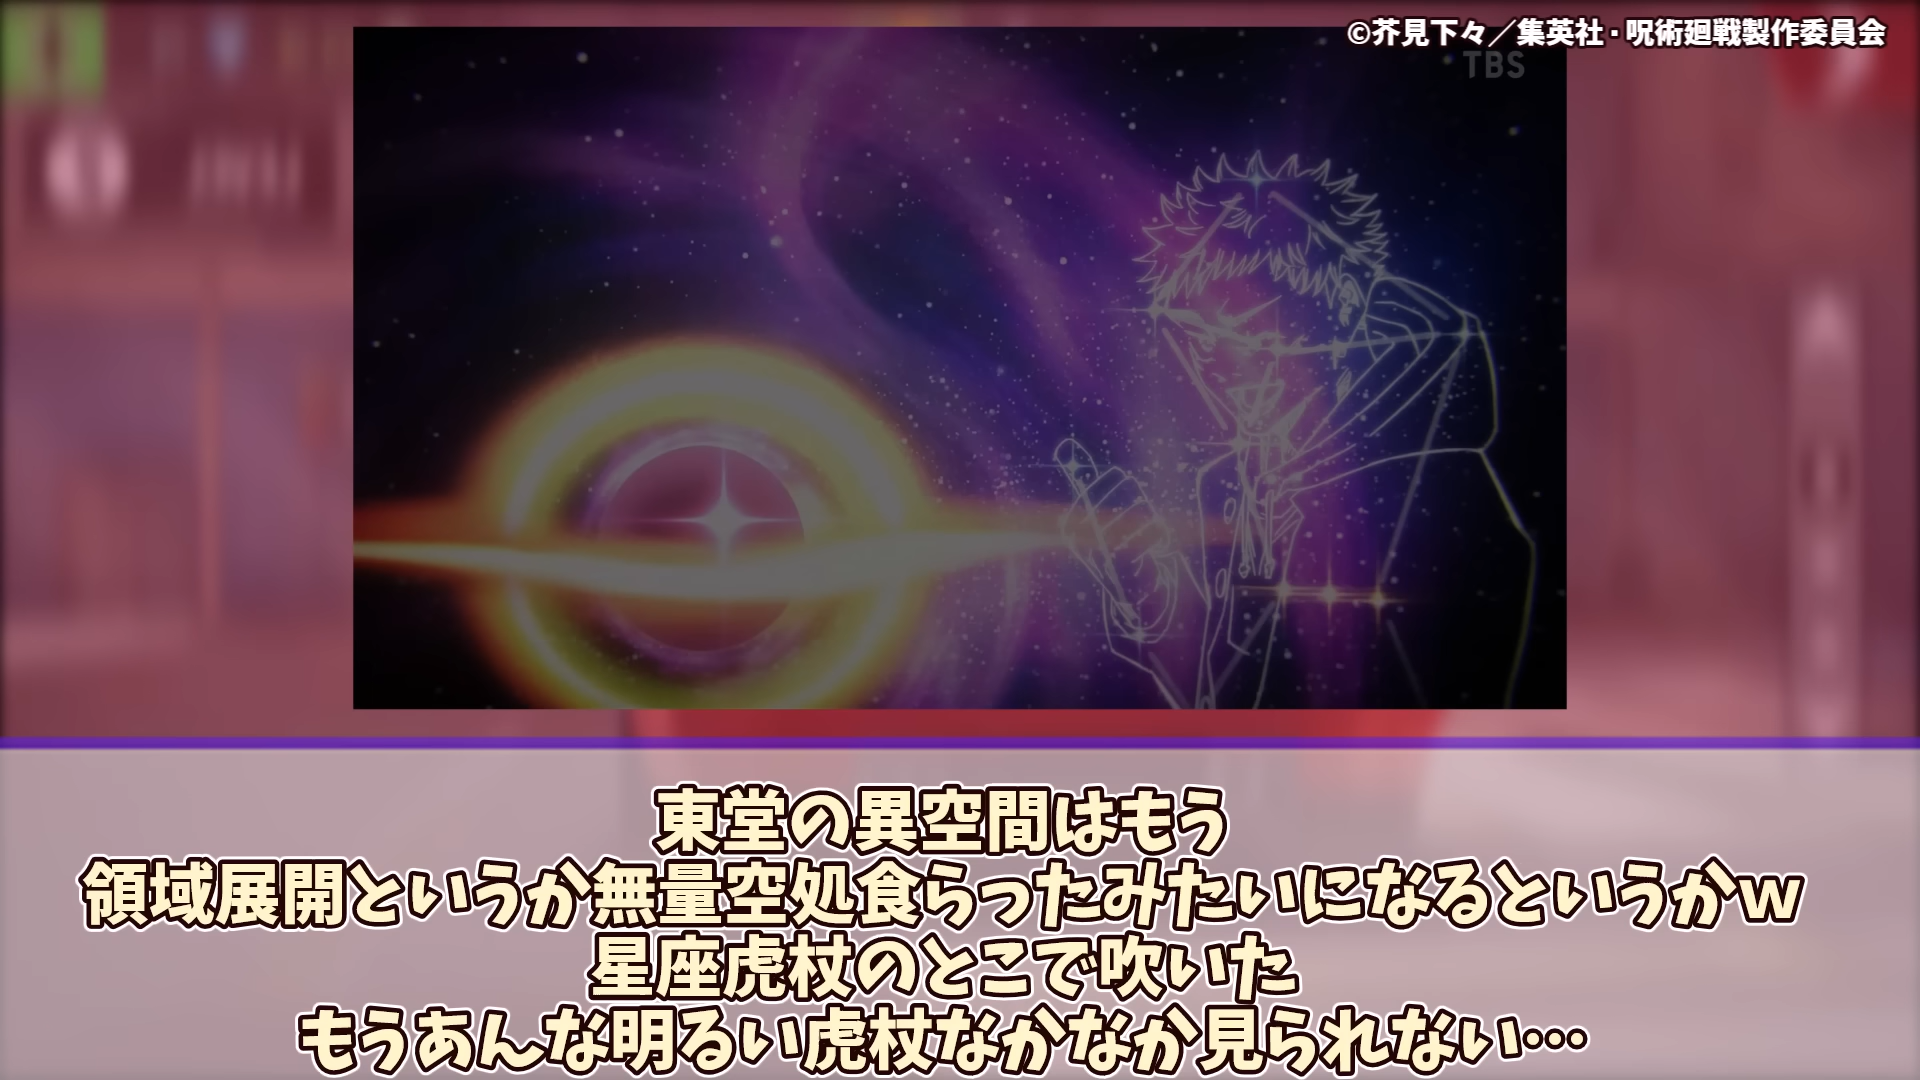 ©芥見下々／集英社・呪術廻戦製作委員会
TBS
東堂の異空間はもう
領域展開というか無量空処食らったみたいになるというかw
星座虎杖のとこで吹いた
もうあんな明るい虎杖なかなか見られない…